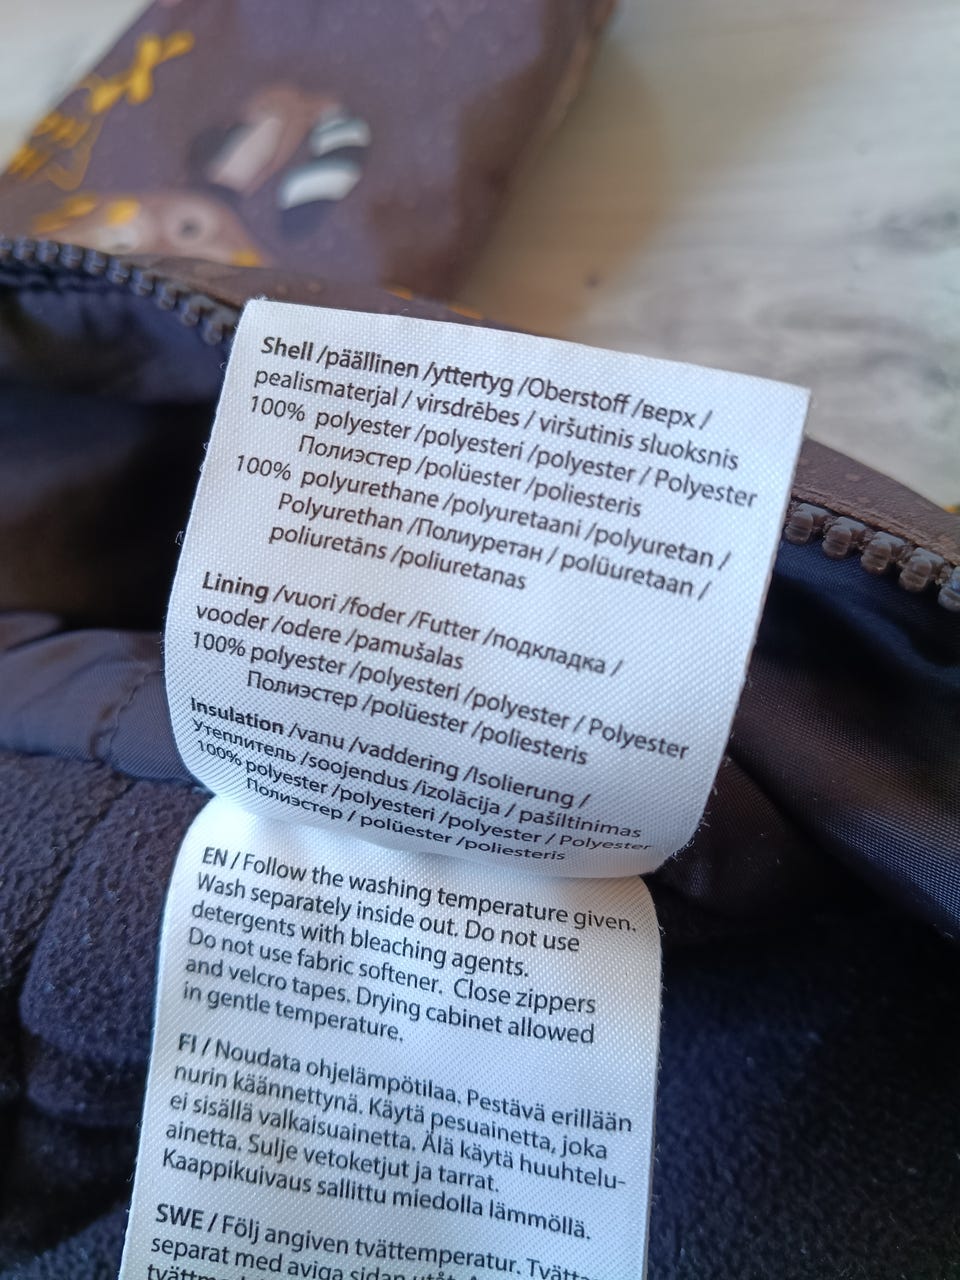 Shell /päällinen /yttertyg /Oberstoff /верх /
pealismaterjal / virsdrēbes / viršutinis sluoksnis
100% polyester /polyesteri /polyester / Polyester
Полиэстер /polüester /poliesteris
100% polyurethane /polyuretaani /polyuretan /
Polyurethan /Полиуретан / polüuretaan /
poliuretāns /poliuretanas
Lining /vuori /foder /Futter /подкладка /
vooder /odere /pamušalas
100% polyester /polyesteri /polyester / Polyester
Полиэстер /polüester /poliesteris
Insulation /vanu /vaddering /Isolierung /
Утеплитель /soojendus /izolācija / pašiltinimas
100% polyester /polyesteri /polyester / Polyester
Полиэстер / polüester /poliesteris
EN / Follow the washing temperature given.
Wash separately inside out. Do not use
detergents with bleaching agents.
Do not use fabric softener. Close zippers
and velcro tapes. Drying cabinet allowed
in gentle temperature.
FI / Noudata ohjelämpötilaa. Pestävä erillään
nurin käännettynä. Käytä pesuainetta, joka
ei sisällä valkaisuainetta. Älä käytä huuhtelu-
ainetta. Sulje vetoketjut ja tarrat.
Kaappikuivaus sallittu miedolla lämmöllä.
SWE / Följ angiven tvättemperatur. Tvätt
separat med aviga sidan utåt.